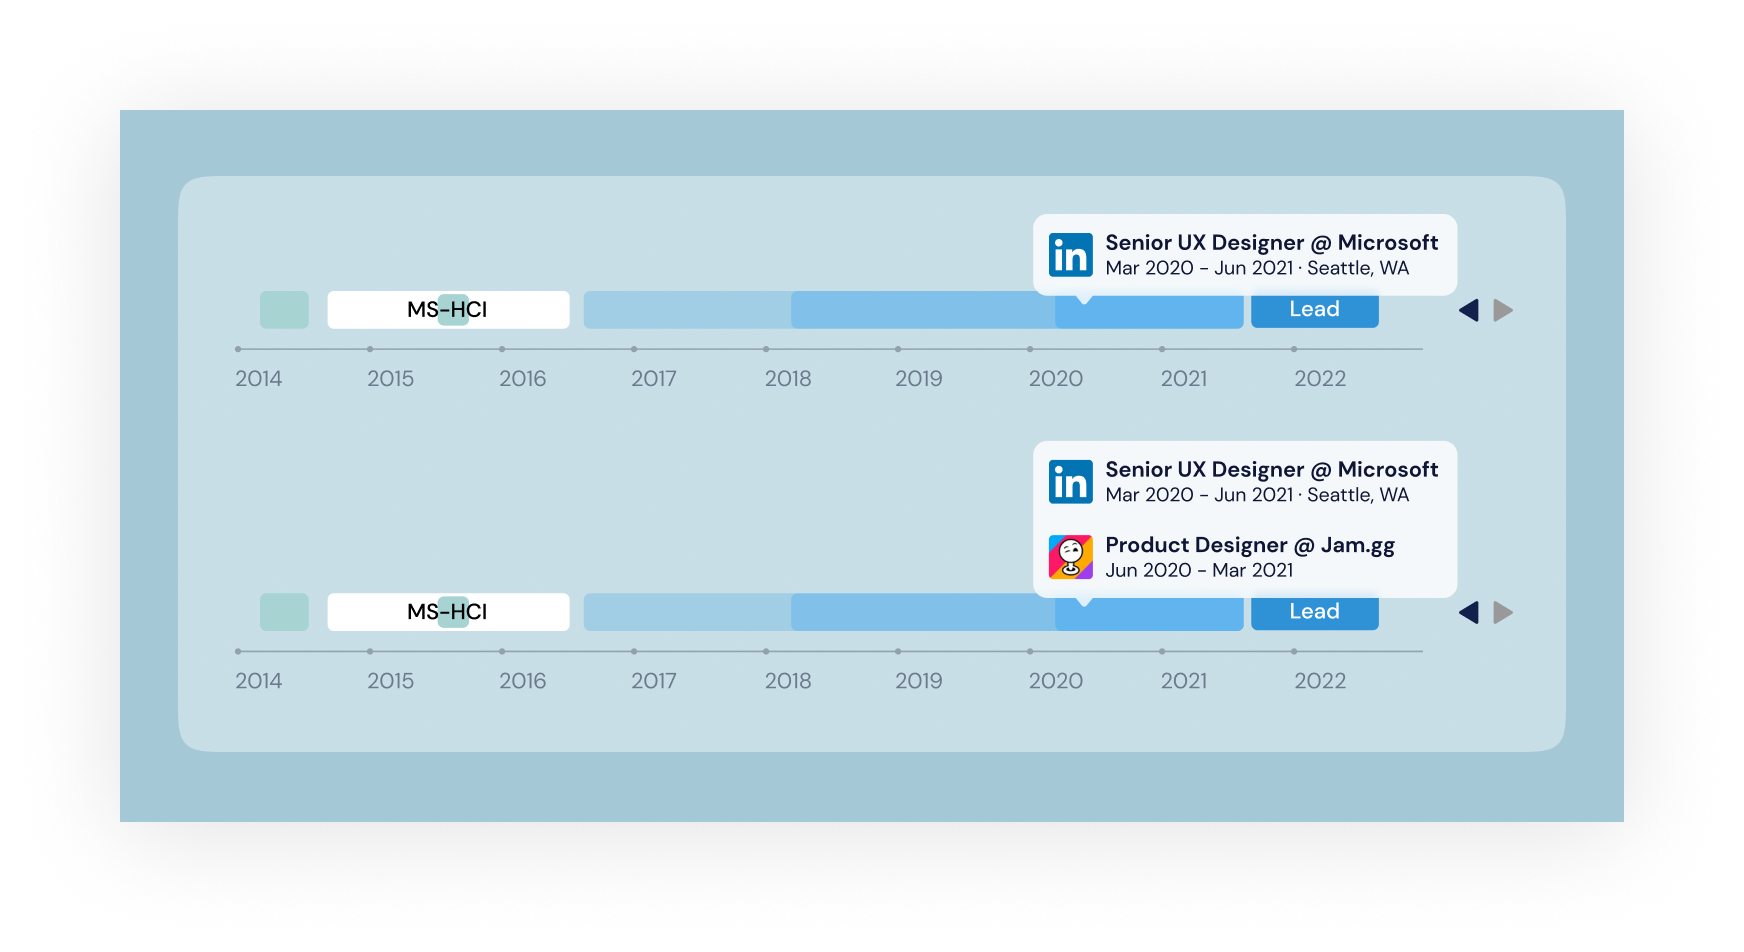 in
Senior UX Designer @ Microsoft
Mar 2020 - Jun 2021 · Seattle, WA
MS-HCI
Lead
2014 2015 2016 2017 2018 2019 2020 2021 2022
in
Senior UX Designer @ Microsoft
Mar 2020 - Jun 2021 · Seattle, WA
Product Designer @ Jam.gg
Jun 2020 - Mar 2021
MS-HCI
Lead
2014 2015 2016 2017 2018 2019 2020 2021 2022